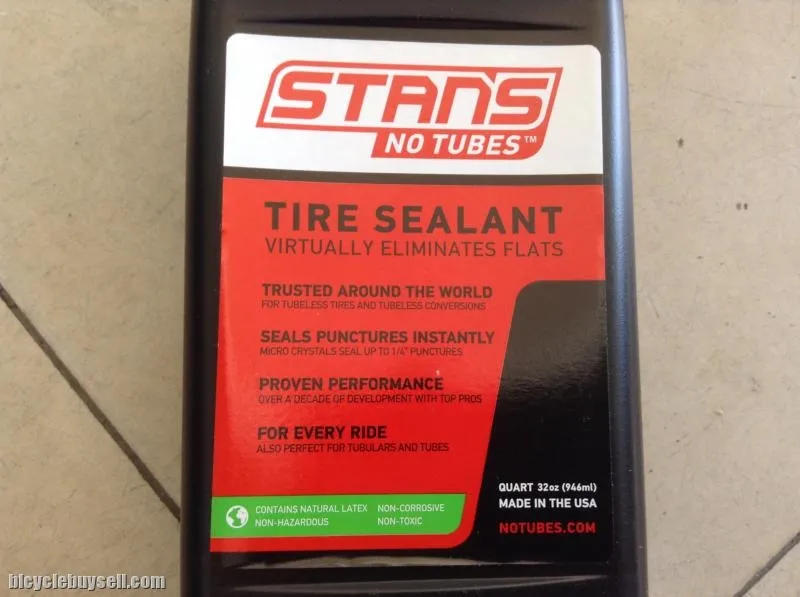 STAN'S
NO TUBES™
TIRE SEALANT
VIRTUALLY ELIMINATES FLATS
TRUSTED AROUND THE WORLD
FOR TUBELESS TIRES AND TUBELESS CONVERSIONS
SEALS PUNCTURES INSTANTLY
MICRO CRYSTALS SEAL UP TO 1/4" PUNCTURES
PROVEN PERFORMANCE
OVER A DECADE OF DEVELOPMENT WITH TOP PROS
FOR EVERY RIDE
ALSO PERFECT FOR TUBULARS AND TUBES
CONTAINS NATURAL LATEX NON-CORROSIVE
NON-HAZARDOUS NON-TOXIC
QUART 32oz (946ml)
MADE IN THE USA
NOTUBES.COM
bicyclebuysell.com